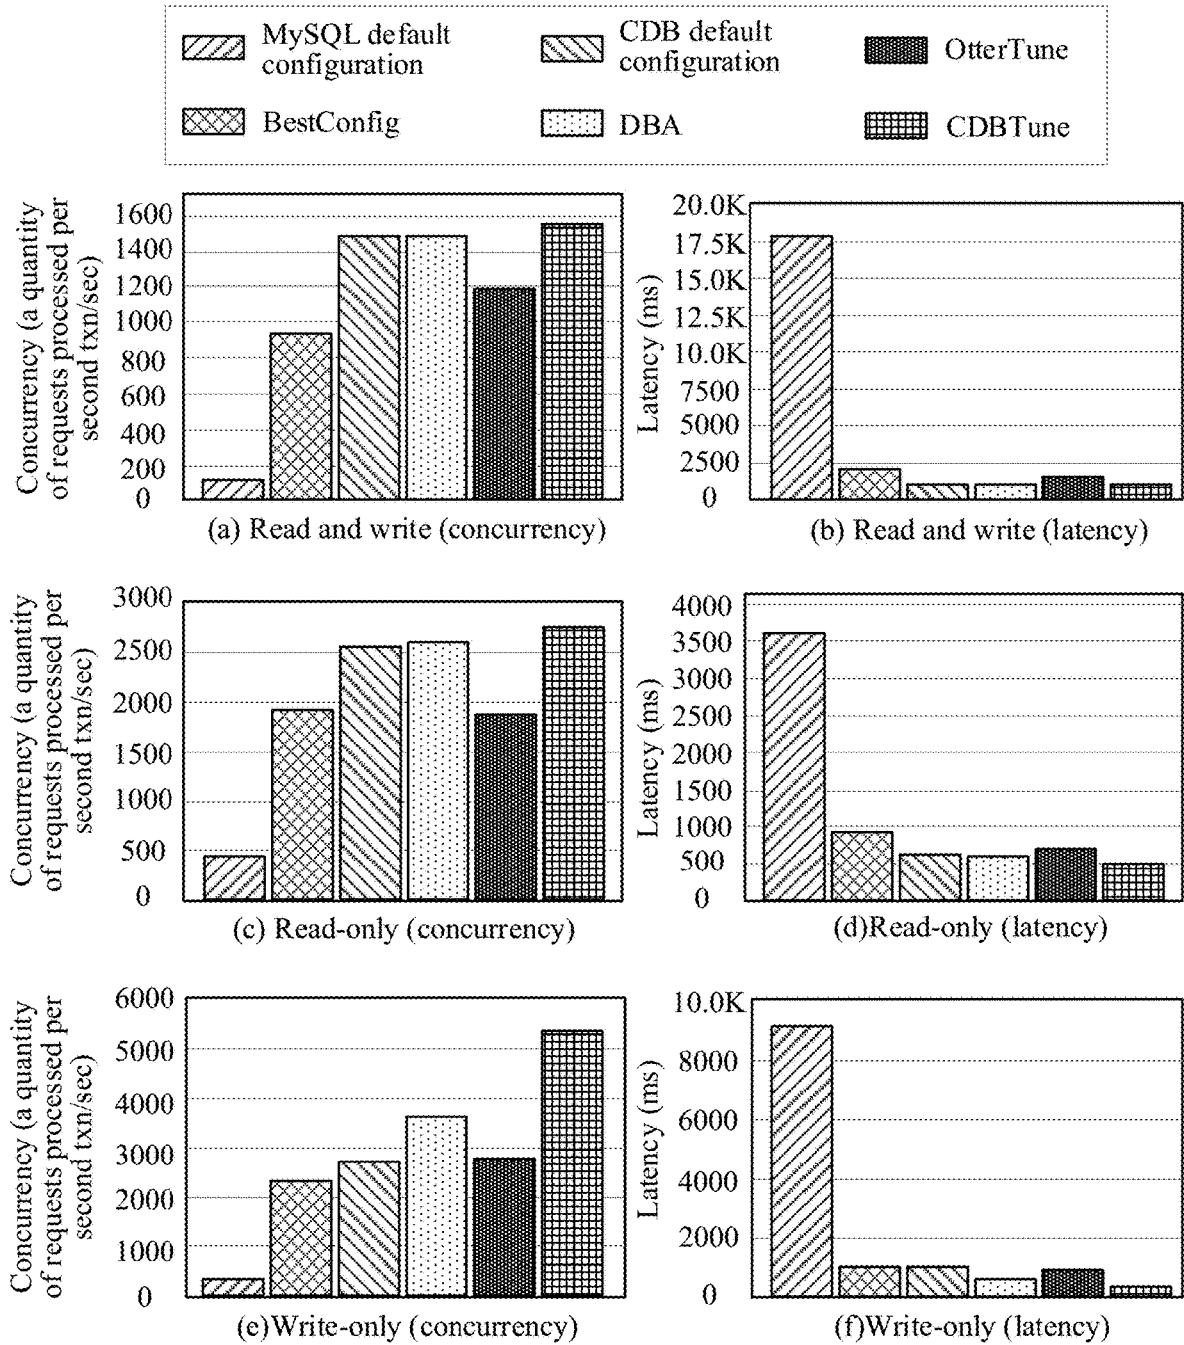 MySQL default
configuration
CDB default
configuration
OtterTune
BestConfig
DBA
CDBTune
Concurrency (a quantity
of requests processed per
second txn/sec)
1600
1400
1200
1000
800
600
400
200
0
(a) Read and write (concurrency)
Latency (ms)
20.0K
17.5K
15.0K
12.5K
10.0K
7500
5000
2500
0
(b) Read and write (latency)
Concurrency (a quantity
of requests processed per
second txn/sec)
3000
2500
2000
1500
1000
500
0
(c) Read-only (concurrency)
Latency (ms)
4000
3500
3000
2500
2000
1500
1000
500
0
(d)Read-only (latency)
Concurrency (a quantity
of requests processed per
second txn/sec)
6000
5000
4000
3000
2000
1000
0
(e)Write-only (concurrency)
Latency (ms)
10.0K
8000
6000
4000
2000
0
(f)Write-only (latency)